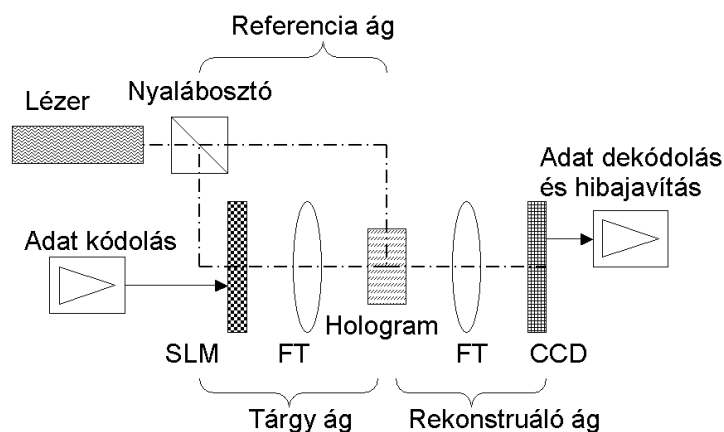 Referencia ág
Nyalábosztó
Lézer
Adat dekódolás
és hibajavítás
Adat kódolás
Hologram
SLM
FT
FT
CCD
Tárgy ág
Rekonstruáló ág